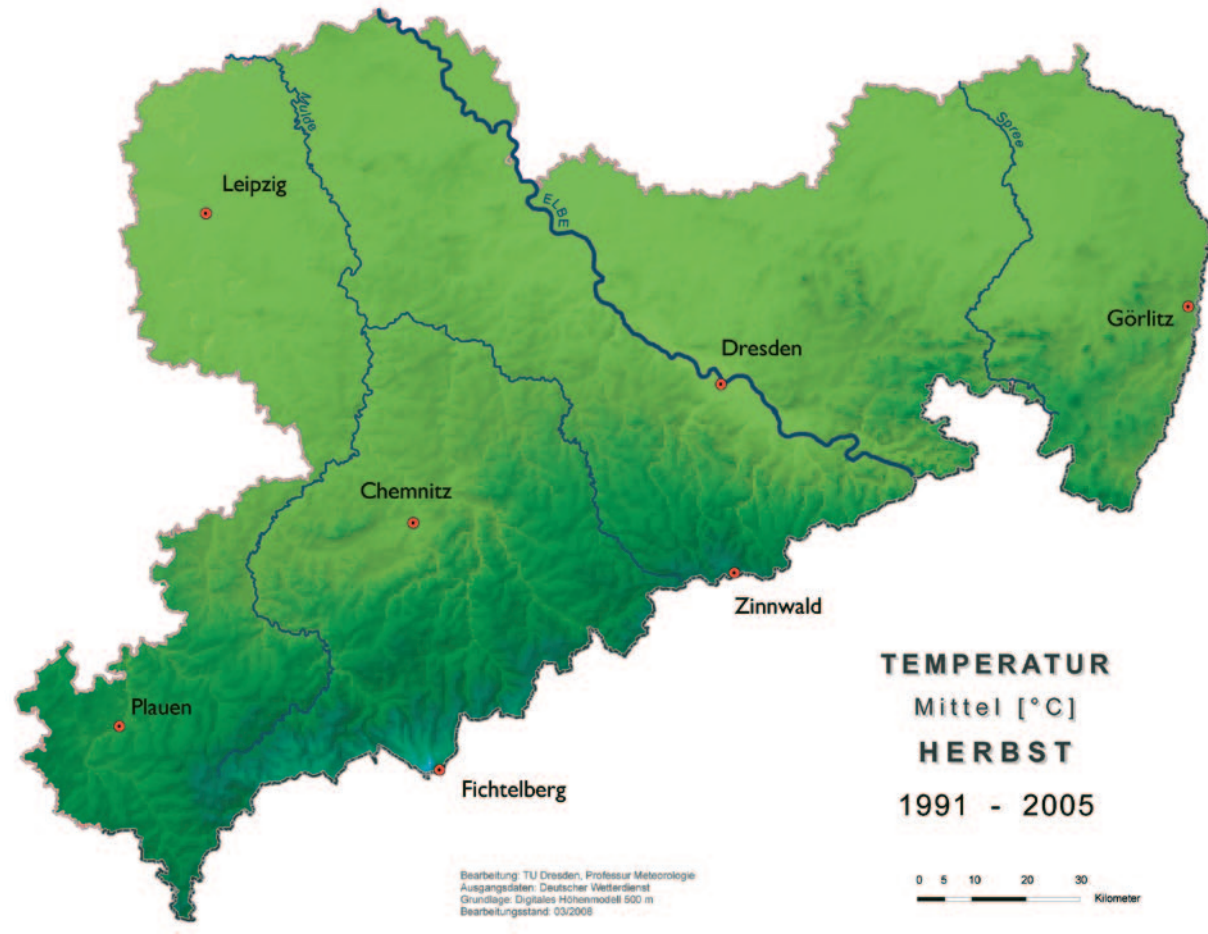 Mulde
Spree
Leipzig
ELBE
Görlitz
Dresden
Chemnitz
Zinnwald
Plauen
Fichtelberg
TEMPERATUR
Mittel [°C]
HERBST
1991 - 2005
Bearbeitung: TU Dresden, Professur Meteorologie
Ausgangsdaten: Deutscher Wetterdienst
Grundlage: Digitales Höhenmodell 500 m
Bearbeitungsstand: 03/2008
0 5 10 20 30
Kilometer